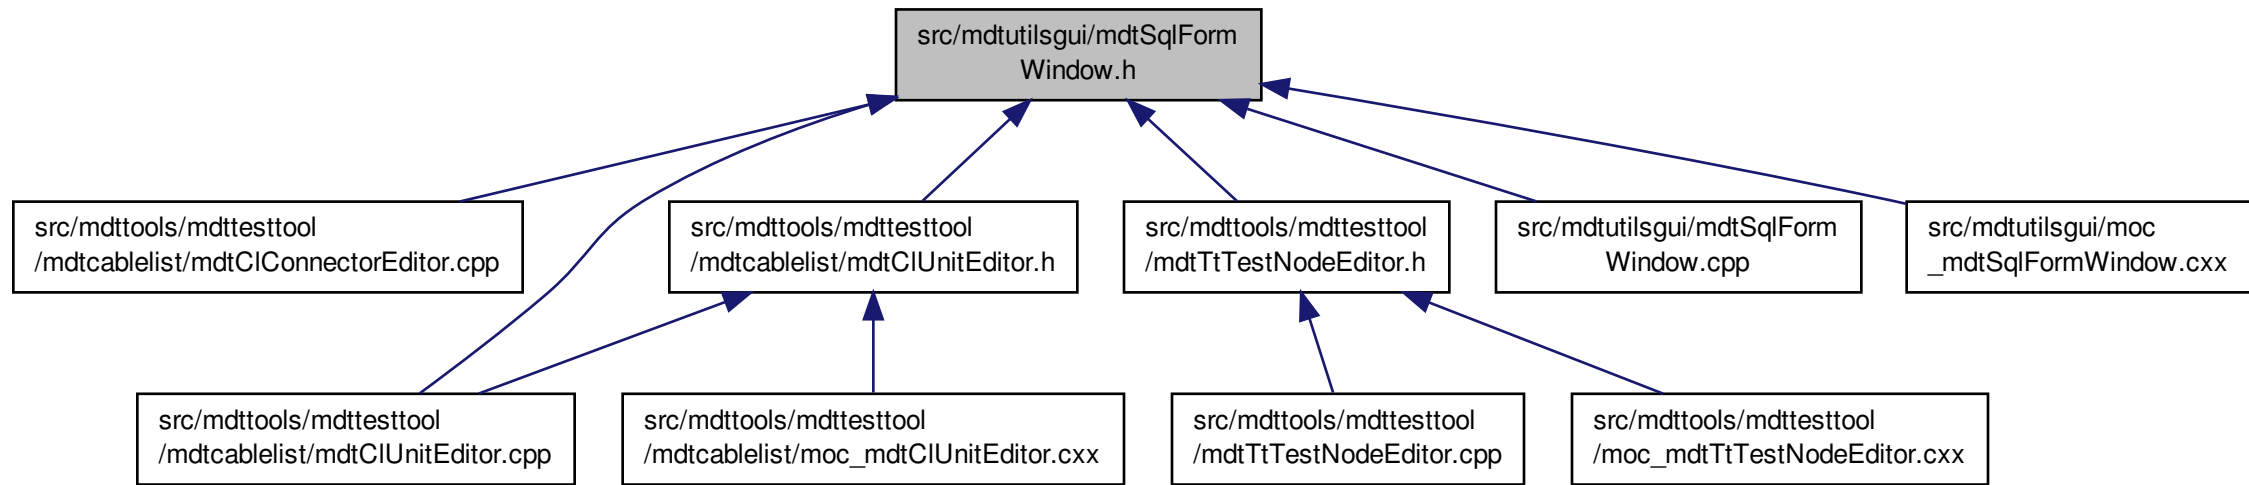 src/mdtutilsgui/mdtSqlForm
Window.h
src/mdttools/mdttesttool
/mdtcablelist/mdtClConnectorEditor.cpp
src/mdttools/mdttesttool
/mdtcablelist/mdtClUnitEditor.h
src/mdttools/mdttesttool
/mdtTtTestNodeEditor.h
src/mdtutilsgui/mdtSqlForm
Window.cpp
src/mdtutilsgui/moc
_mdtSqlFormWindow.cxx
src/mdttools/mdttesttool
/mdtcablelist/mdtClUnitEditor.cpp
src/mdttools/mdttesttool
/mdtcablelist/moc_mdtClUnitEditor.cxx
src/mdttools/mdttesttool
/mdtTtTestNodeEditor.cpp
src/mdttools/mdttesttool
/moc_mdtTtTestNodeEditor.cxx